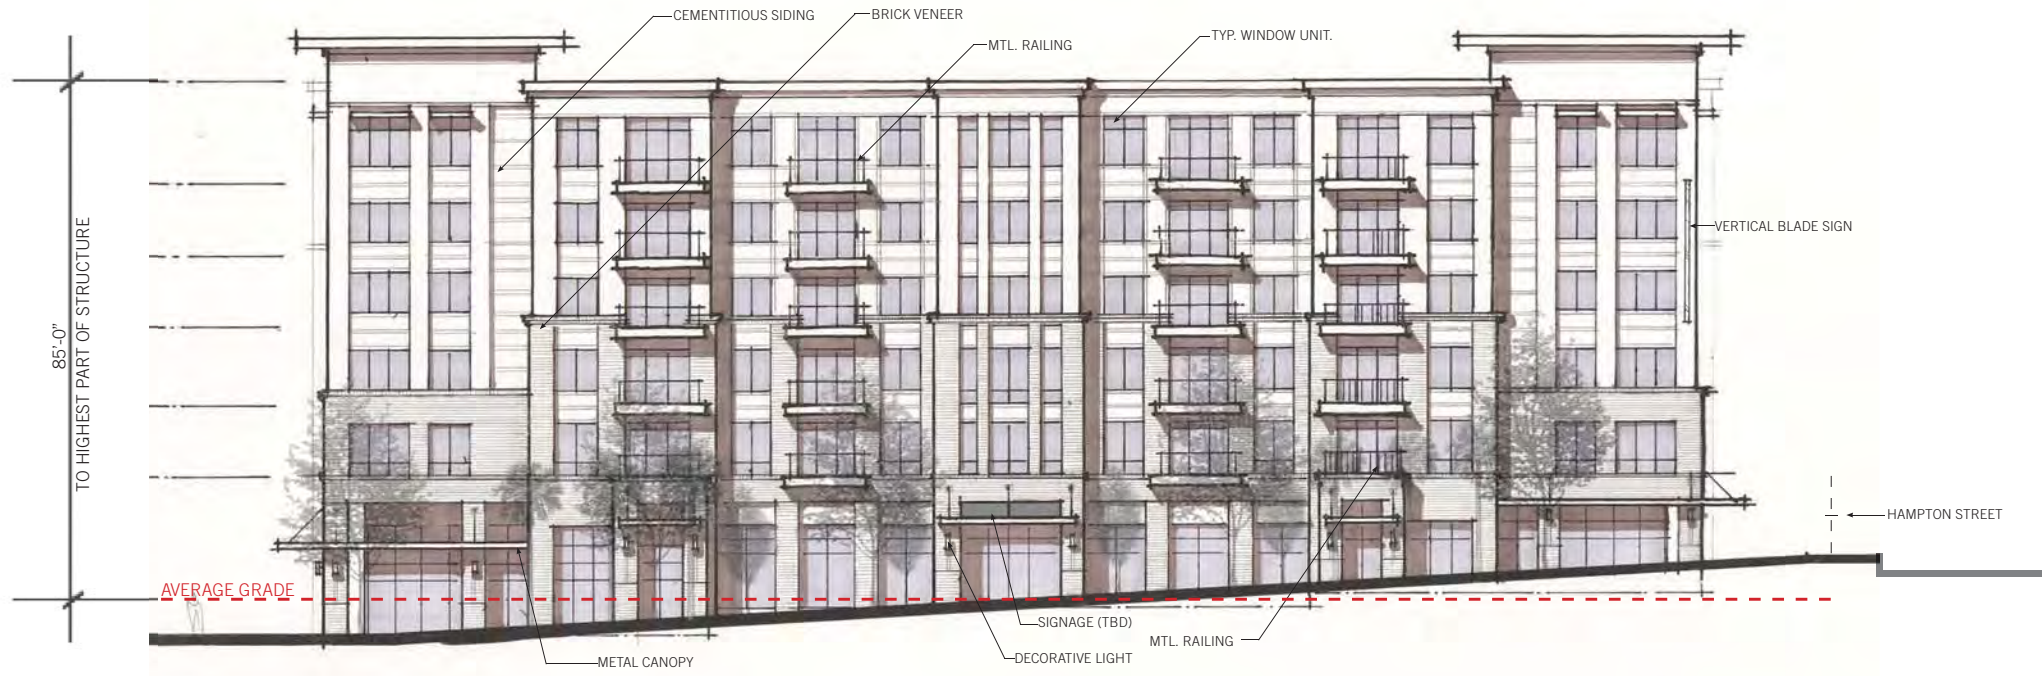 CEMENTITIOUS SIDING
BRICK VENEER
MTL. RAILING
TYP. WINDOW UNIT.
VERTICAL BLADE SIGN
85'-0"
TO HIGHEST PART OF STRUCTURE
HAMPTON STREET
AVERAGE GRADE
SIGNAGE (TBD)
MTL. RAILING
DECORATIVE LIGHT
METAL CANOPY